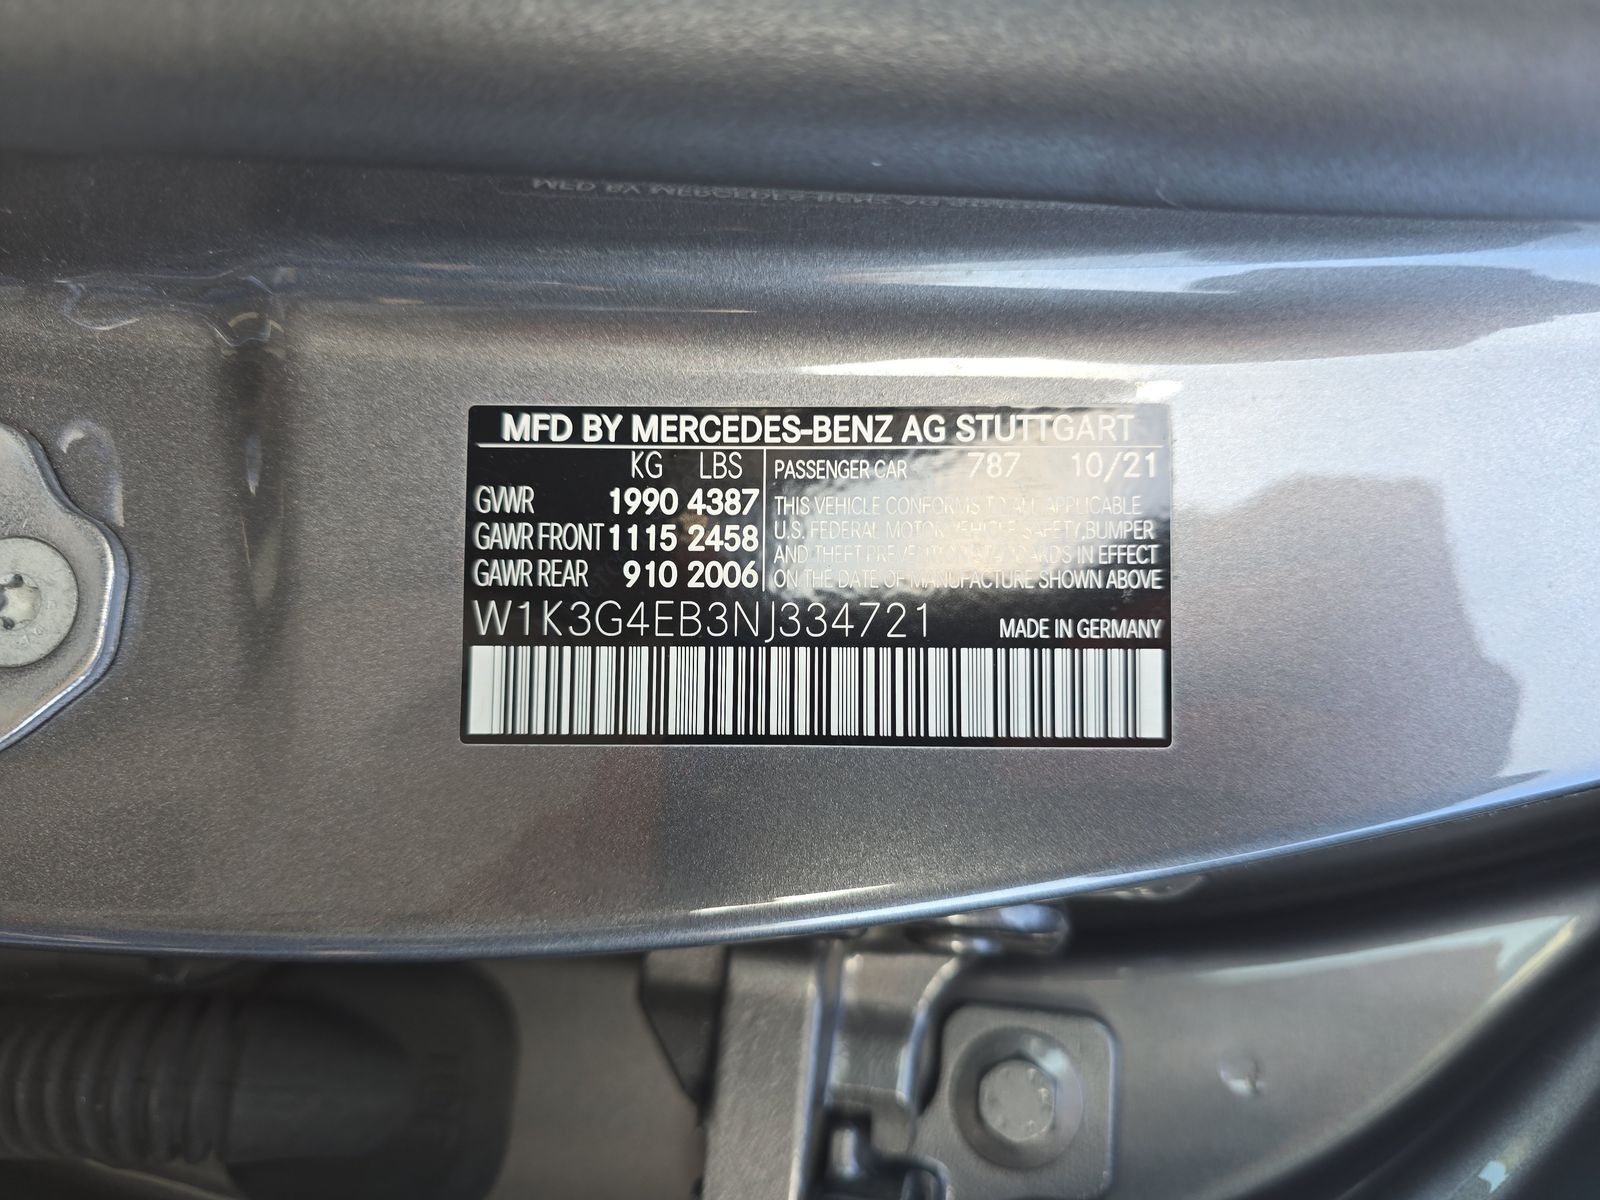 MFD BY MERCEDES-BENZ AG STUTTGART
KG LBS
GVWR 1990 4387
GAWR FRONT 1115 2458
GAWR REAR 910 2006
PASSENGER CAR 787 10/21
THIS VEHICLE CONFORMS TO ALL APPLICABLE
U.S. FEDERAL MOTOR VEHICLE SAFETY, BUMPER
AND THEFT PREVENTION STANDARDS IN EFFECT
ON THE DATE OF MANUFACTURE SHOWN ABOVE
W1K3G4EB3NJ334721
MADE IN GERMANY